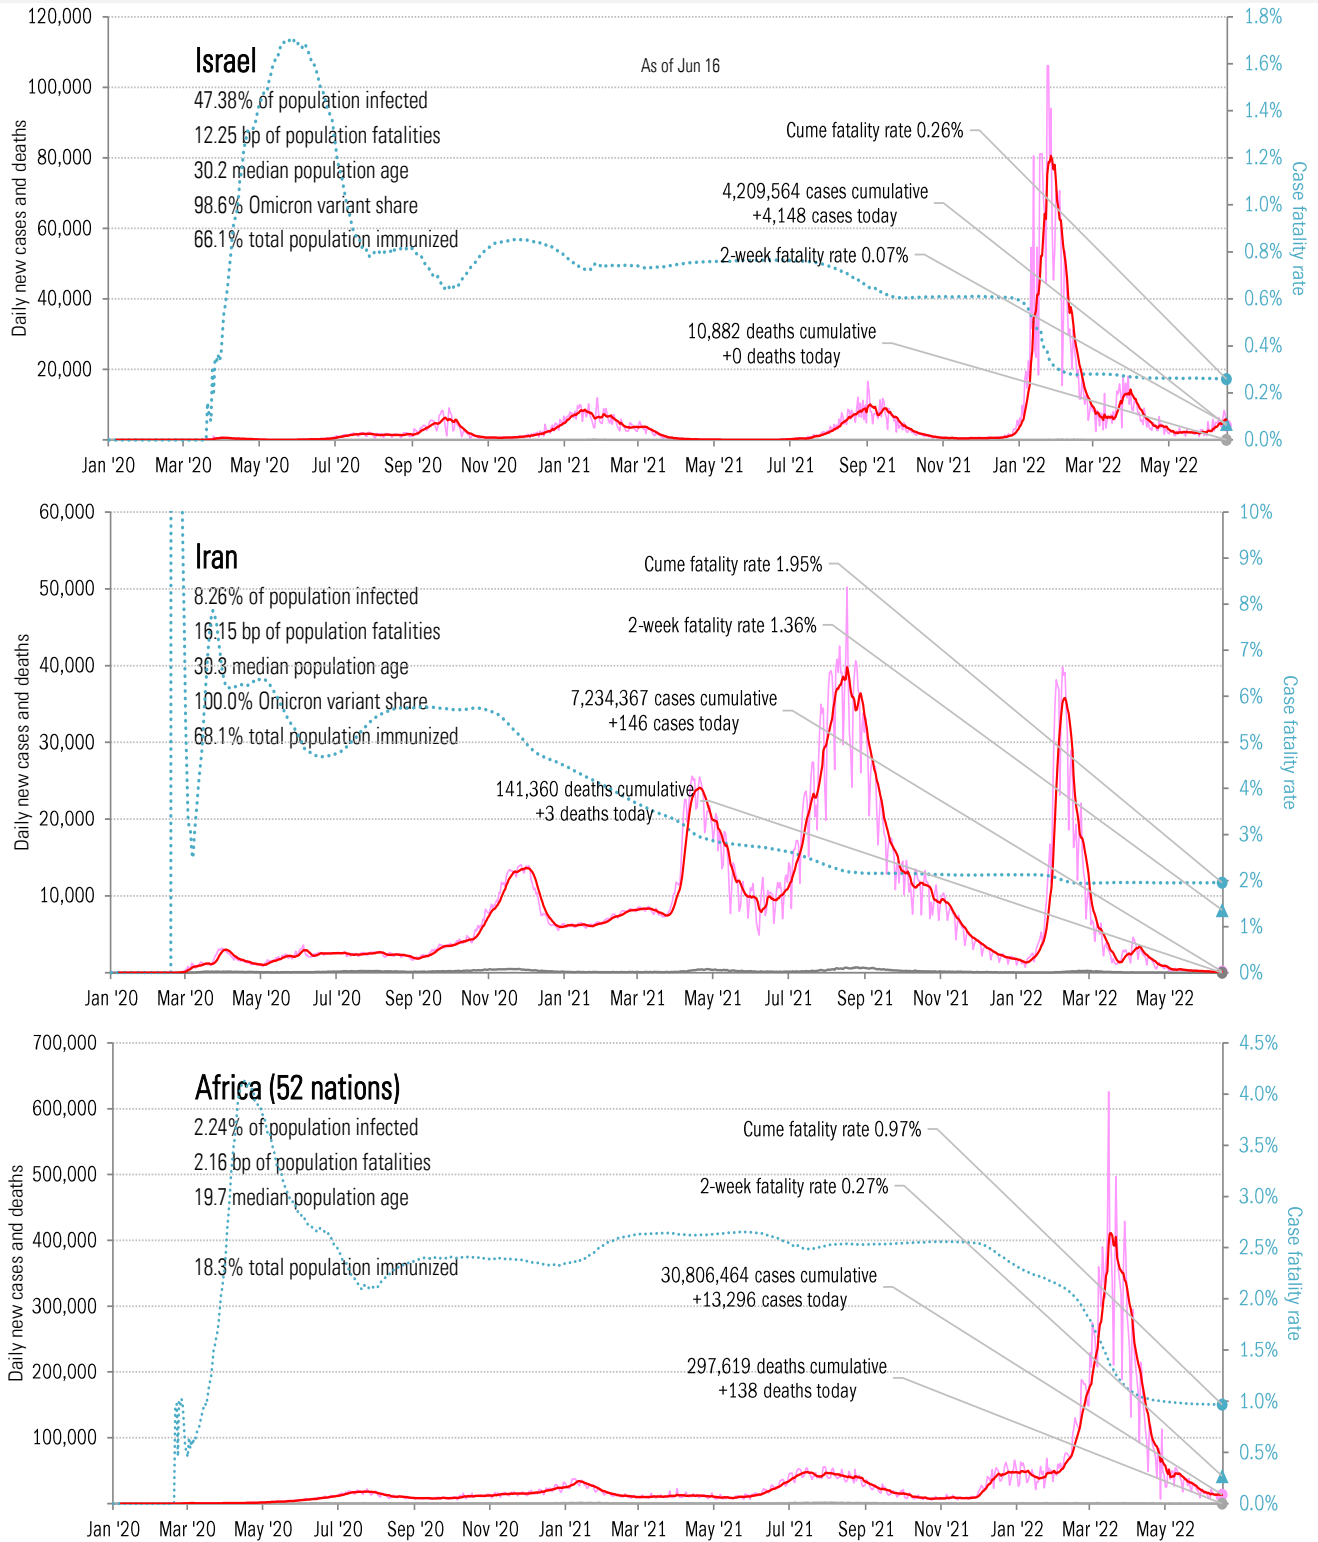 120,000
100,000
80,000
60,000
40,000
20,000
-
Daily new cases and deaths
Israel
47.38% of population infected
12.25 bp of population fatalities
30.2 median population age
98.6% Omicron variant share
66.1% total population immunized
As of Jun 16
Cume fatality rate 0.26%
4,209,564 cases cumulative
+4,148 cases today
2-week fatality rate 0.07%
10,882 deaths cumulative
+0 deaths today
1.8%
1.6%
1.4%
1.2%
1.0%
0.8%
0.6%
0.4%
0.2%
0.0%
Case fatality rate
Jan '20 Mar '20 May '20 Jul '20 Sep '20 Nov '20 Jan '21 Mar '21 May '21 Jul '21 Sep '21 Nov '21 Jan '22 Mar '22 May '22
60,000
50,000
40,000
30,000
20,000
10,000
-
Daily new cases and deaths
Iran
8.26% of population infected
16.15 bp of population fatalities
30.3 median population age
100.0% Omicron variant share
68.1% total population immunized
Cume fatality rate 1.95%
2-week fatality rate 1.36%
7,234,367 cases cumulative
+146 cases today
141,360 deaths cumulative
+3 deaths today
10%
9%
8%
7%
6%
5%
4%
3%
2%
1%
0%
Case fatality rate
Jan '20 Mar '20 May '20 Jul '20 Sep '20 Nov '20 Jan '21 Mar '21 May '21 Jul '21 Sep '21 Nov '21 Jan '22 Mar '22 May '22
700,000
600,000
500,000
400,000
300,000
200,000
100,000
-
Daily new cases and deaths
Africa (52 nations)
2.24% of population infected
2.16 bp of population fatalities
19.7 median population age
18.3% total population immunized
Cume fatality rate 0.97%
2-week fatality rate 0.27%
30,806,464 cases cumulative
+13,296 cases today
297,619 deaths cumulative
+138 deaths today
4.5%
4.0%
3.5%
3.0%
2.5%
2.0%
1.5%
1.0%
0.5%
0.0%
Case fatality rate
Jan '20 Mar '20 May '20 Jul '20 Sep '20 Nov '20 Jan '21 Mar '21 May '21 Jul '21 Sep '21 Nov '21 Jan '22 Mar '22 May '22